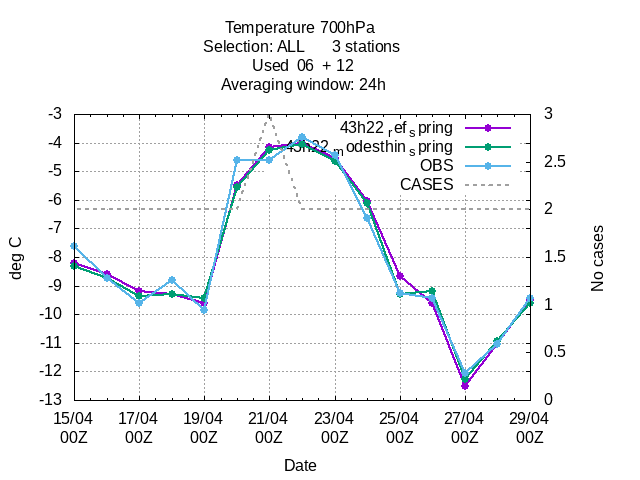 Temperature 700hPa
Selection: ALL 3 stations
Used 06 + 12
Averaging window: 24h
-3 3
43h22_refspring
-4 43h22_modesthinspring
2.5
OBS
-5
CASES
-6
2
-7
-8 1.5
-9
1
-10
-11
0.5
-12
-13 0
deg C
No cases
15/04 17/04 19/04 21/04 23/04 25/04 27/04 29/04
00Z 00Z 00Z 00Z 00Z 00Z 00Z 00Z
Date